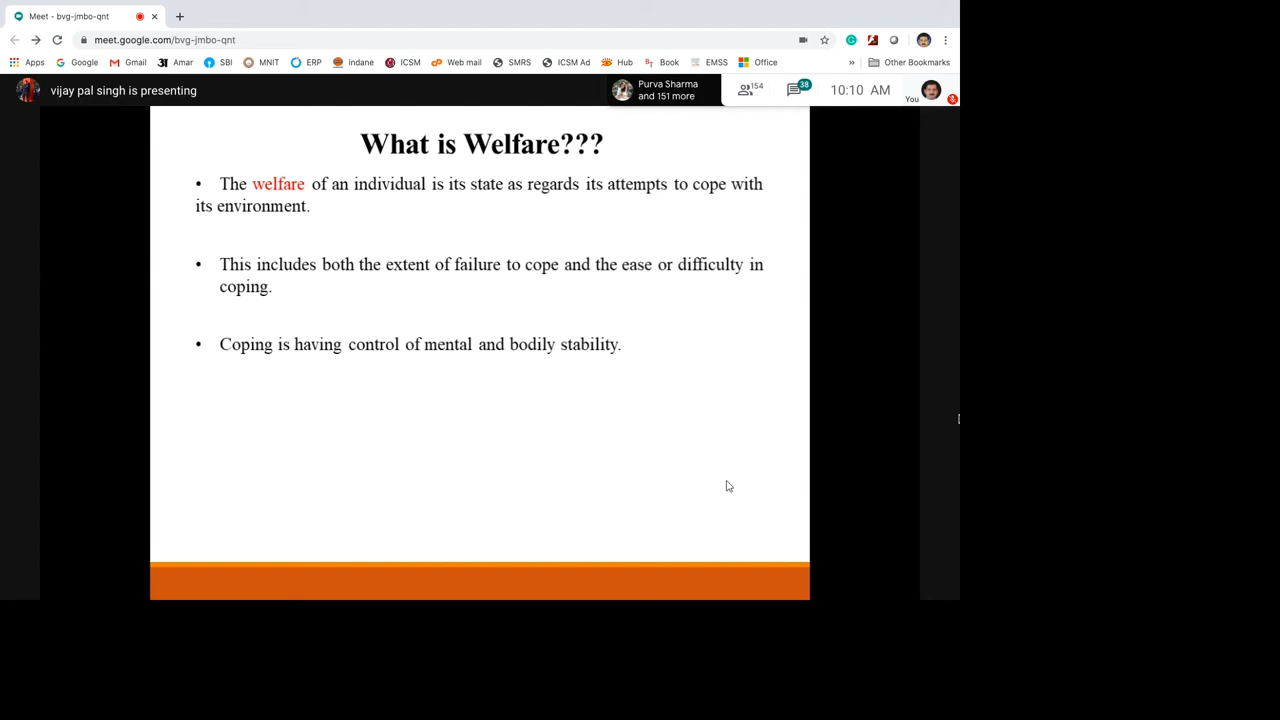 Meet - bvg-jmbo-qnt
meet.google.com/bvg-jmbo-qnt
Apps Google Gmail Amar SBI MNIT ERP indane ICSM Web mail SMRS ICSM Ad Hub Book EMSS Office » Other Bookmarks
vijay pal singh is presenting
Purva Sharma
and 151 more
154
38
10:10 AM
You
What is Welfare???
• The welfare of an individual is its state as regards its attempts to cope with
its environment.
• This includes both the extent of failure to cope and the ease or difficulty in
coping.
• Coping is having control of mental and bodily stability.